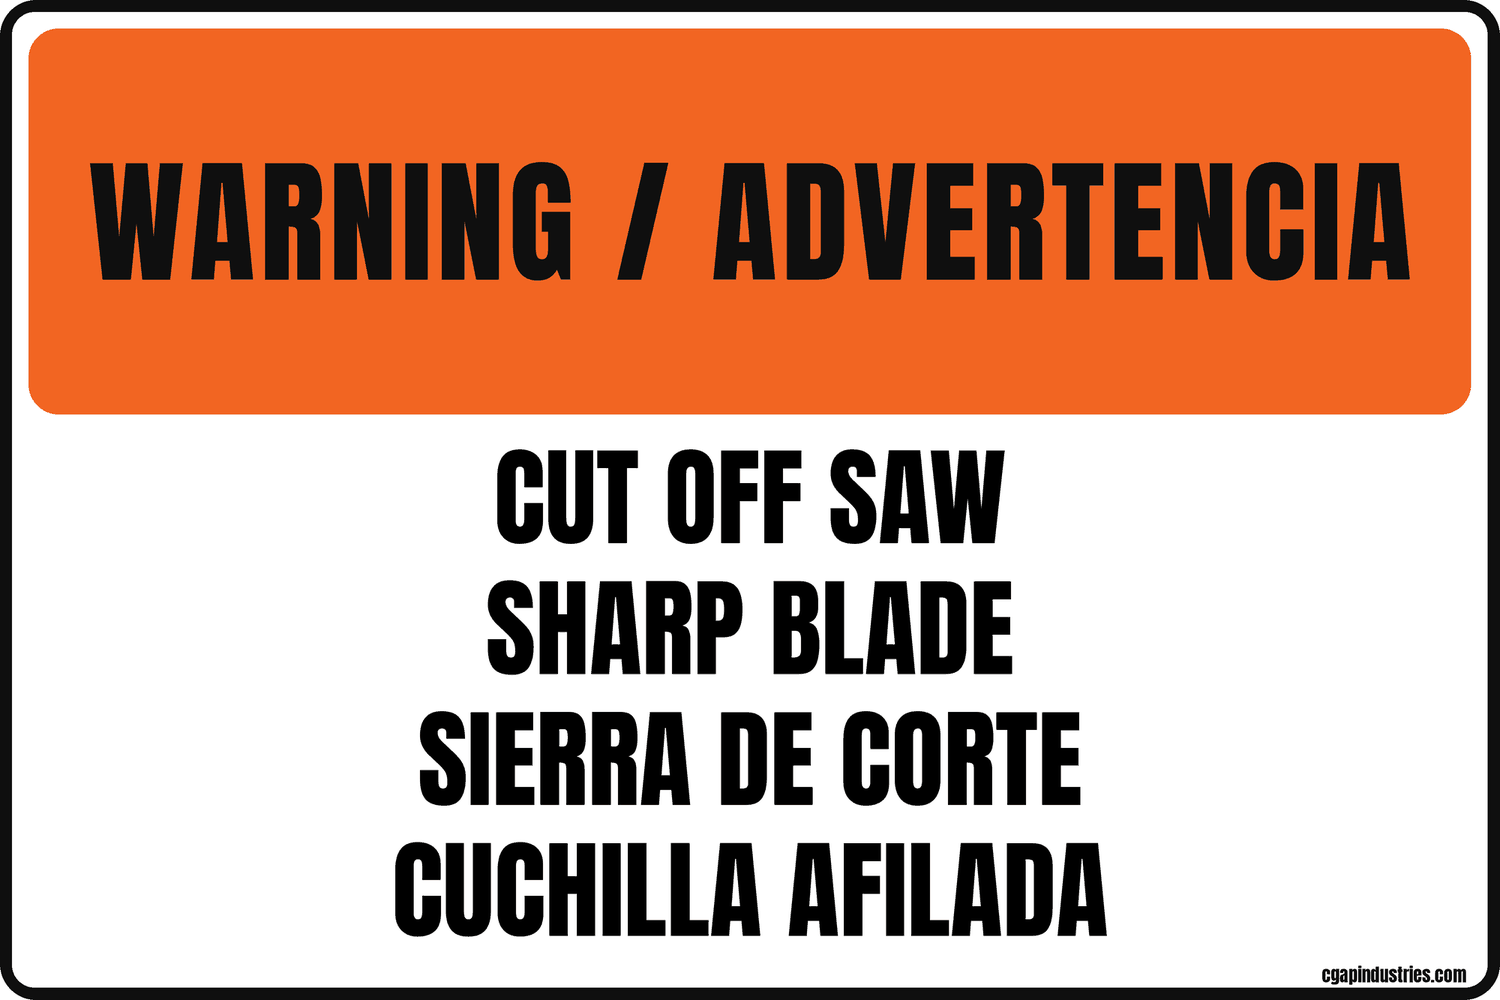 WARNING / ADVERTENCIA
CUT OFF SAW
SHARP BLADE
SIERRA DE CORTE
CUCHILLA AFILADA
cgapindustries.com